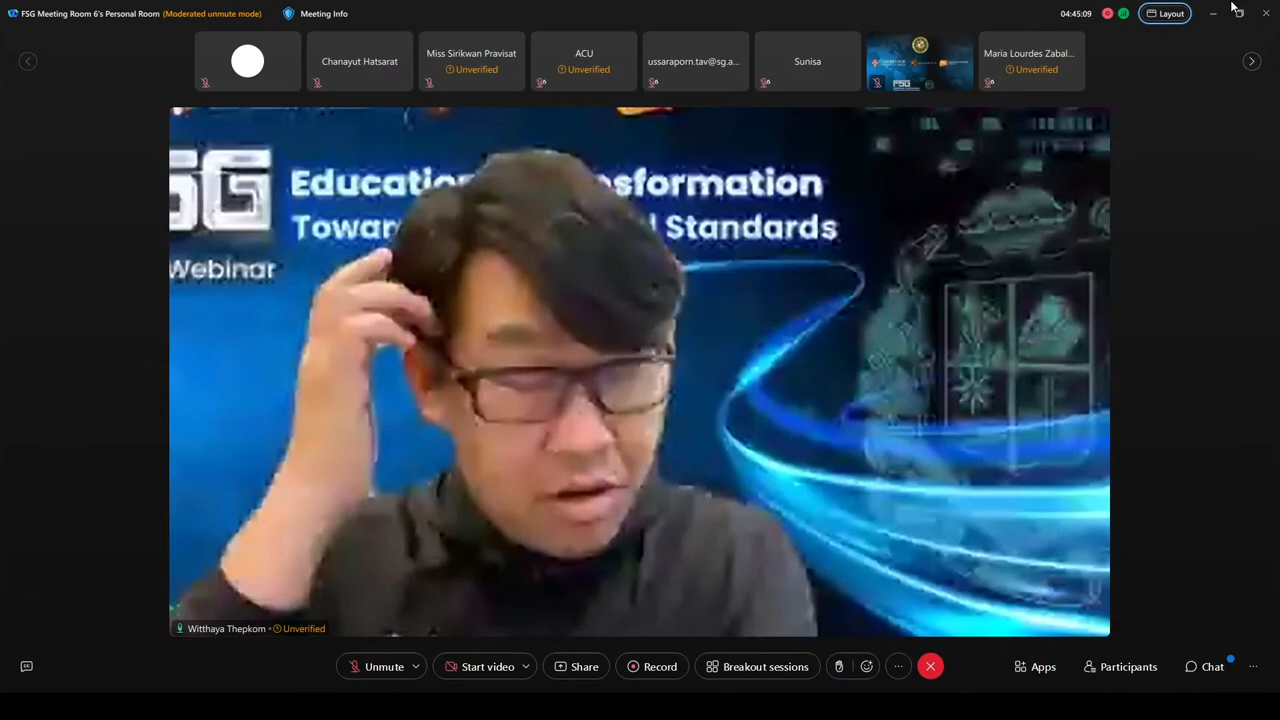 FSG Meeting Room 6's Personal Room (Moderated unmute mode) Meeting Info 04:45:09 Layout
Chanayut Hatsarat
Miss Sirikwan Pravisat
Unverified
ACU
Unverified
ussaraporn.tav@sg.a...
Sunisa
FSG
Maria Lourdes Zabal...
Unverified
SG Educatio sformation
Towar l Standards
Webinar
Witthaya Thepkom • Unverified
Unmute Start video Share Record Breakout sessions Apps Participants Chat